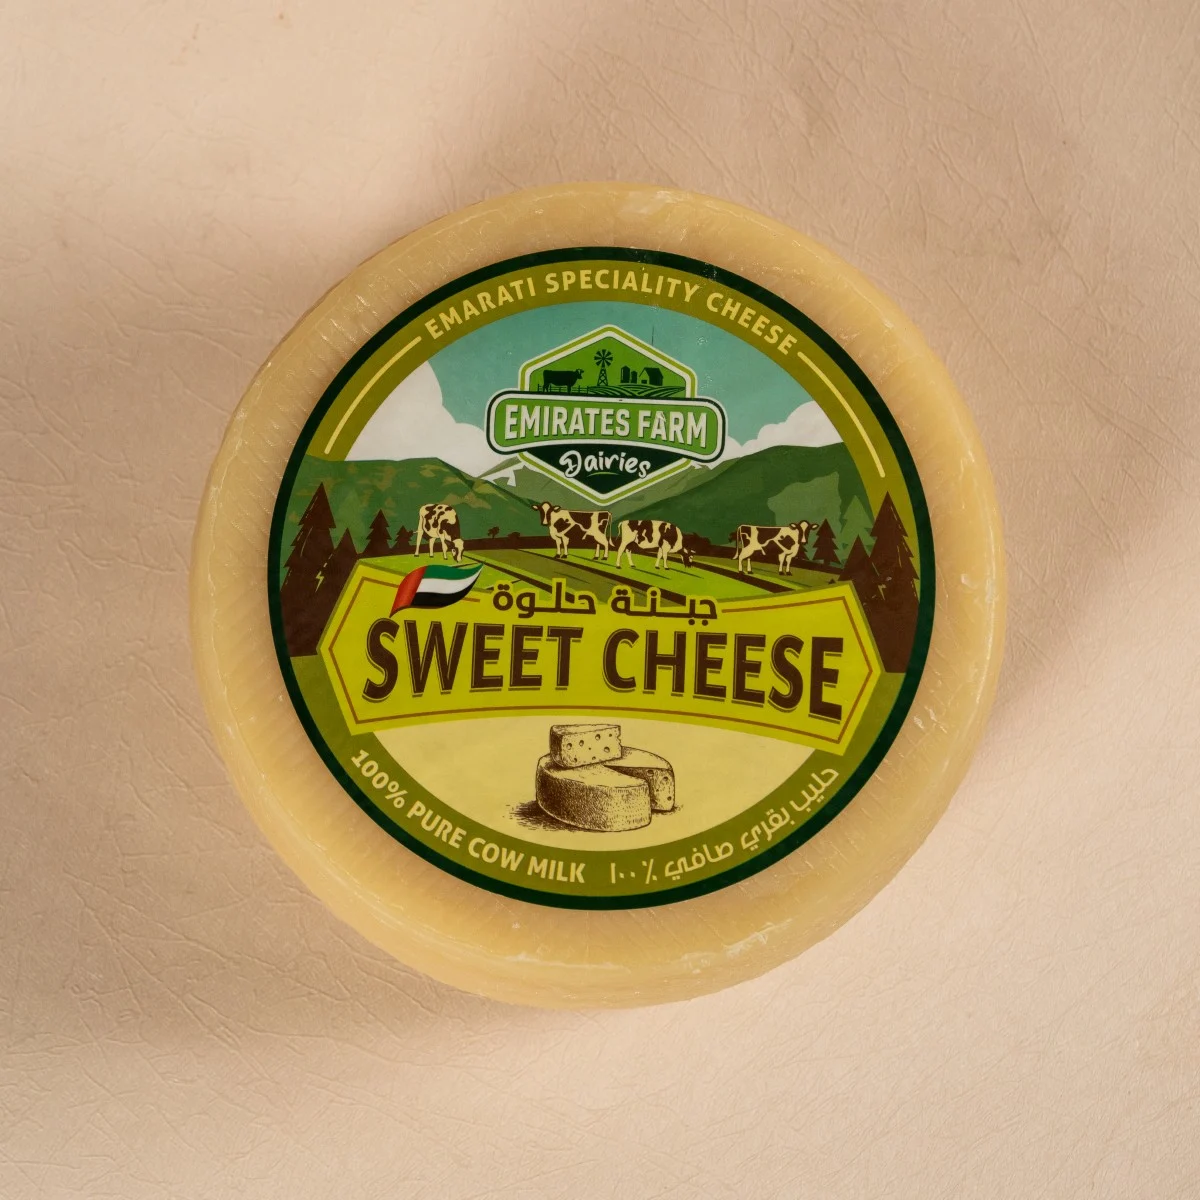 EMARATI SPECIALITY CHEESE
EMIRATES FARM
Dairies
جبنة حلوة
SWEET CHEESE
100% PURE COW MILK
حليب بقري صافي ٪١٠٠